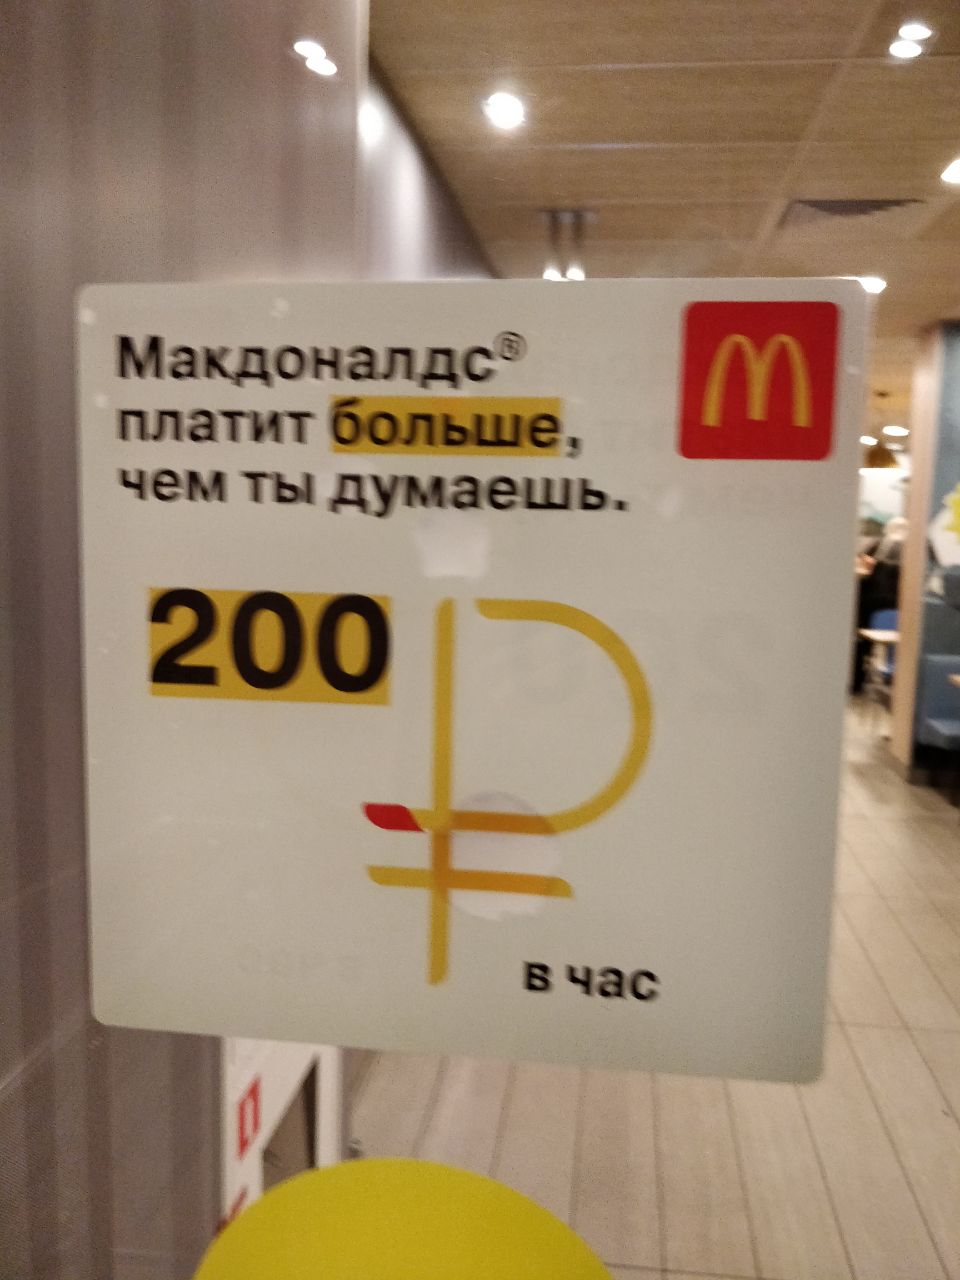 Макдоналдс®
платит больше,
чем ты думаешь.
200 ₽
в час